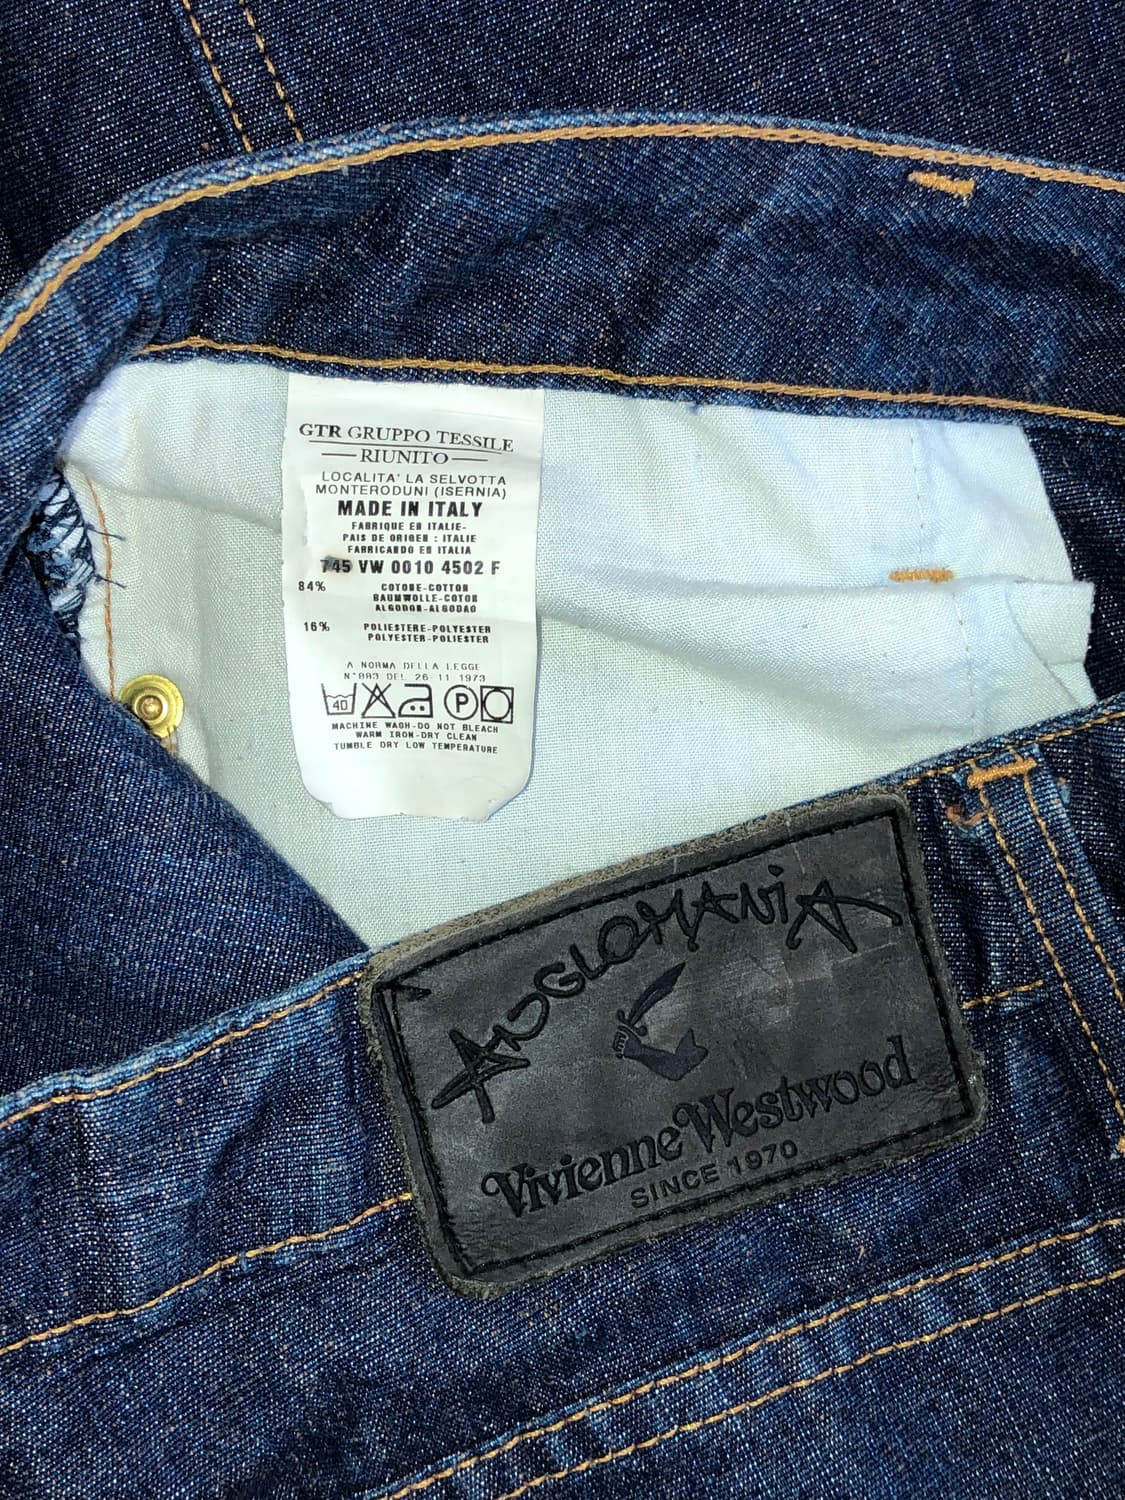 GTR GRUPPO TESSILE
RIUNITO
LOCALITA' LA SELVOTTA
MONTERODUNI (ISERNIA)
MADE IN ITALY
FABRIQUE EN ITALIE-
PAIS DE ORIGEN : ITALIE
FABRICANDO EN ITALIA
745 VW 0010 4502 F
84% COTONE-COTTON
BAUMWOLLE-COTON
ALGODON-ALGODAO
16% POLIESTERE-POLYESTER
POLYESTER-POLIESTER
A NORMA DELLA LEGGE
N°883 DEL 26 11 1973
40 P
MACHINE WASH-DO NOT BLEACH
WARM IRON-DRY CLEAN
TUMBLE DRY LOW TEMPERATURE
ANGLOMANIA
Vivienne Westwood
SINCE 1970